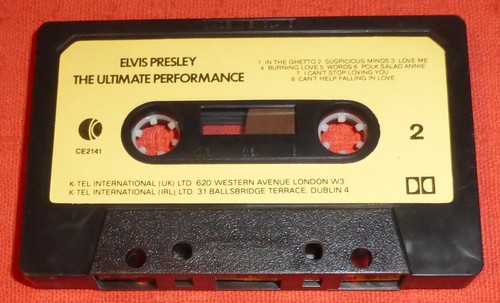 ELVIS PRESLEY
THE ULTIMATE PERFORMANCE
1 IN THE GHETTO 2. SUSPICIOUS MINDS 3. LOVE ME
4. BURNING LOVE 5. WORDS 6. POLK SALAD ANNIE
7. I CAN'T STOP LOVING YOU
8. CAN'T HELP FALLING IN LOVE
K
CE2141
2
K-TEL INTERNATIONAL (UK) LTD 620 WESTERN AVENUE LONDON W3
K-TEL INTERNATIONAL (IRL) LTD 31 BALLSBRIDGE TERRACE, DUBLIN 4